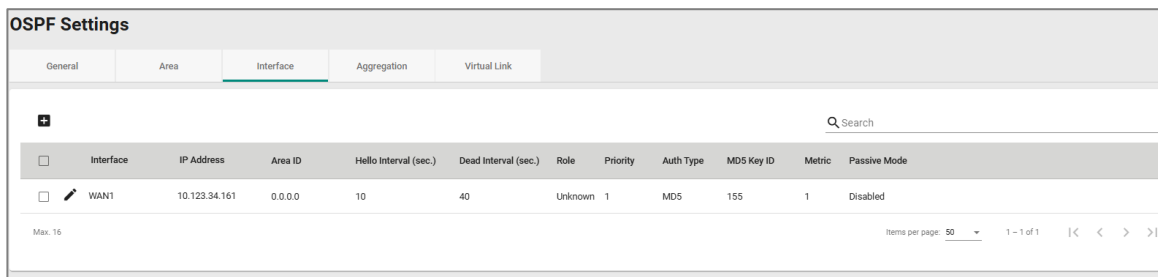 OSPF Settings
General Area Interface Aggregation Virtual Link
Search
Interface IP Address Area ID Hello Interval (sec.) Dead Interval (sec.) Role Priority Auth Type MD5 Key ID Metric Passive Mode
WAN1 10.123.34.161 0.0.0.0 10 40 Unknown 1 MD5 155 1 Disabled
Max. 16 Items per page: 50 1 – 1 of 1